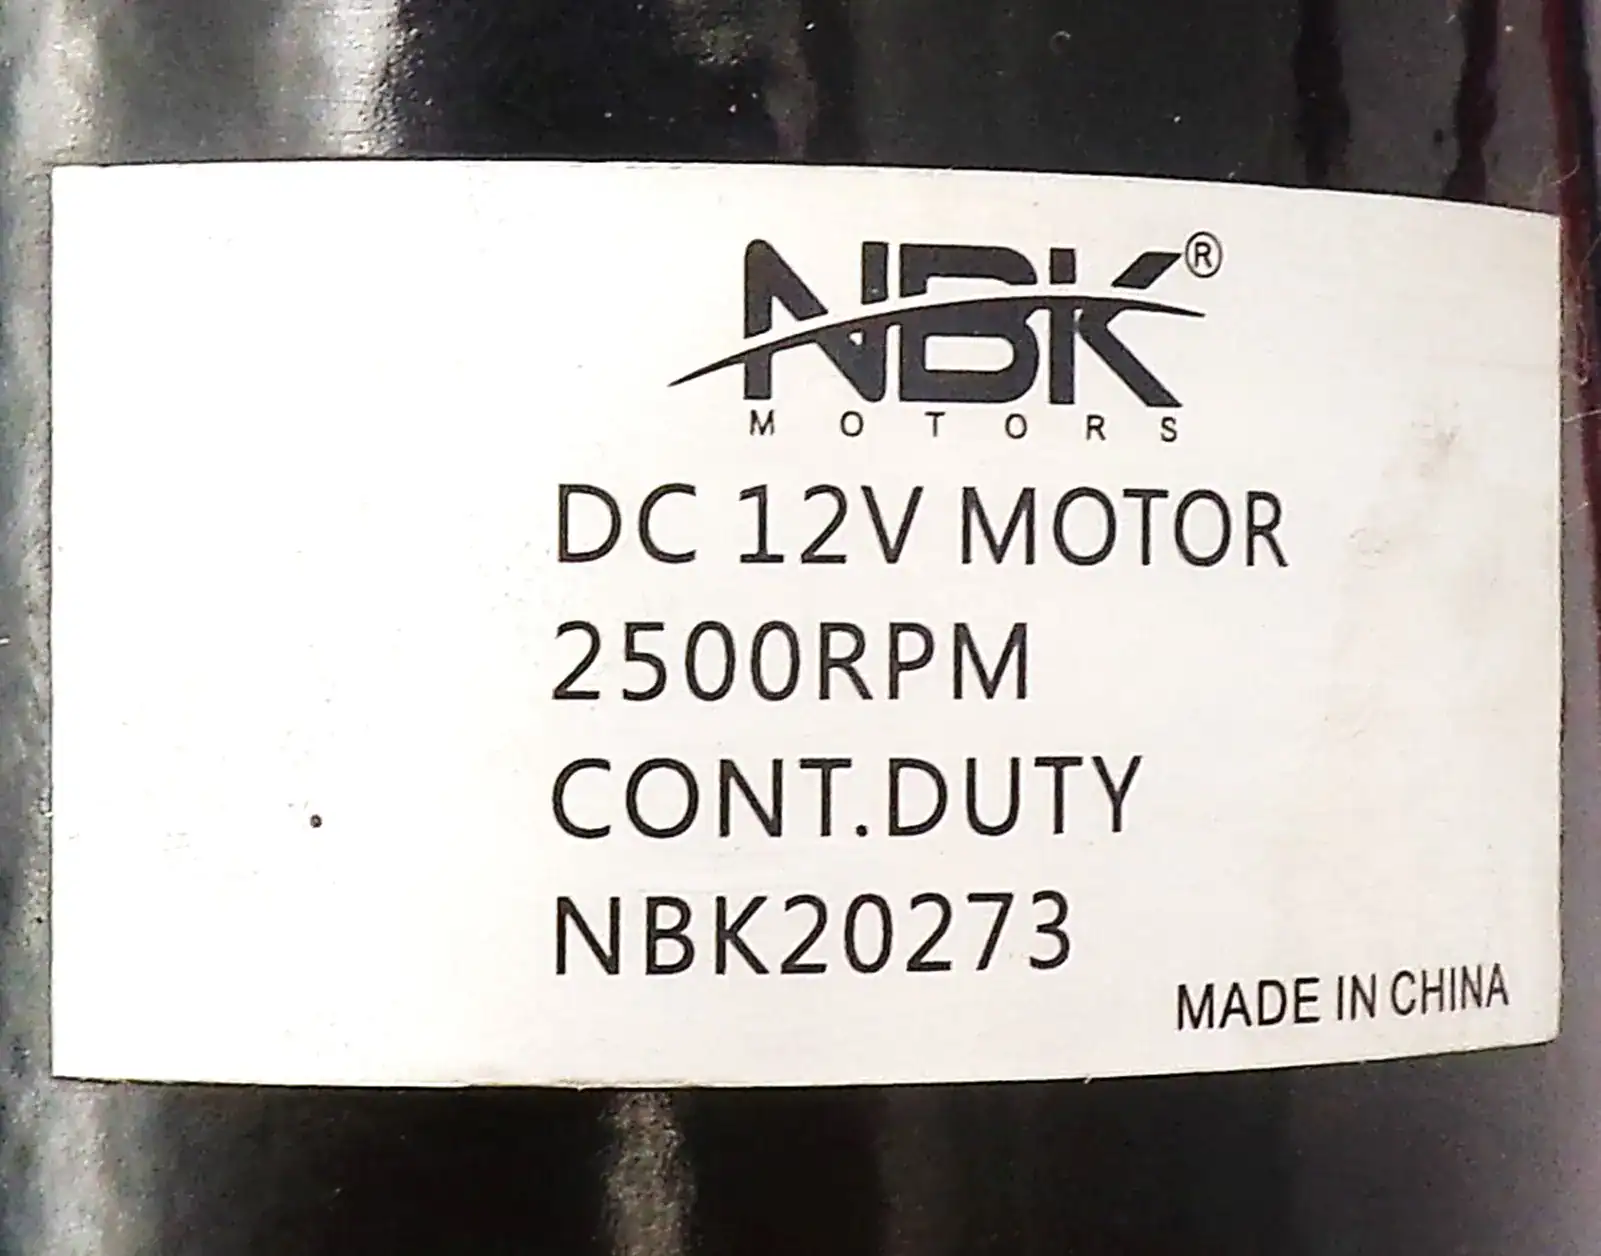 NBK®
MOTORS
DC 12V MOTOR
2500RPM
CONT.DUTY
NBK20273
MADE IN CHINA